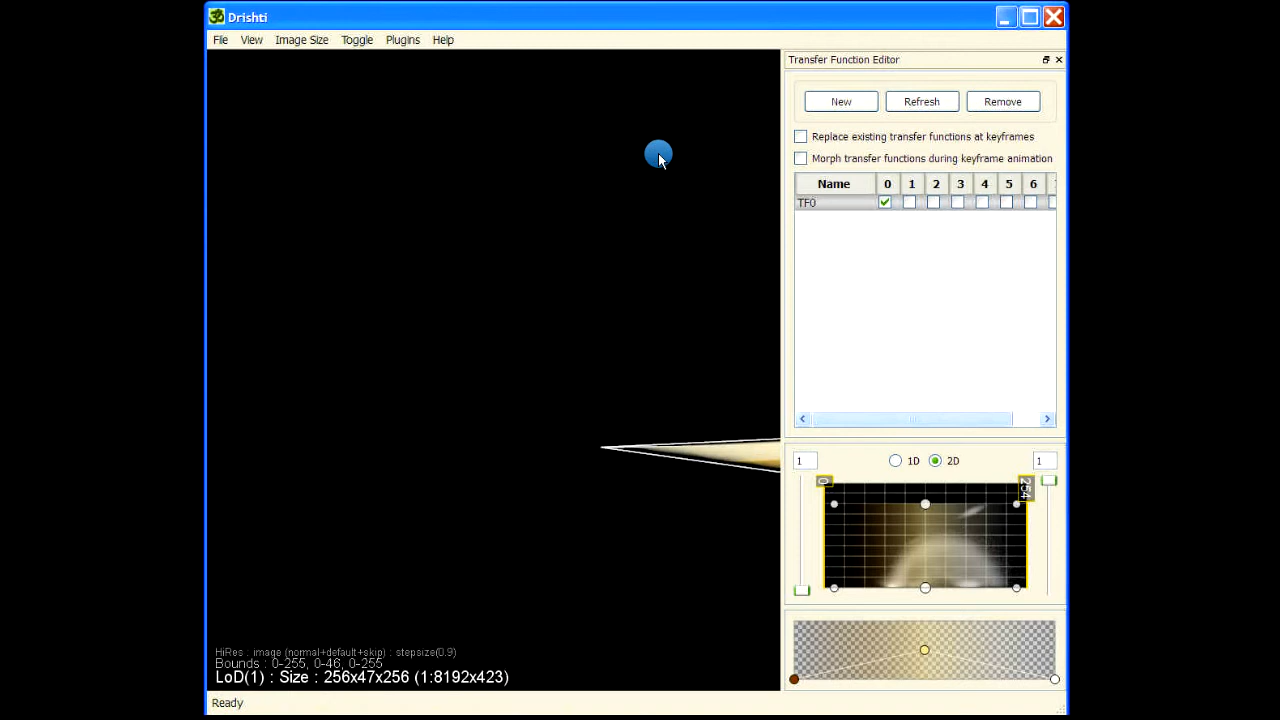 Drishti
File View Image Size Toggle Plugins Help
Transfer Function Editor
New Refresh Remove
Replace existing transfer functions at keyframes
Morph transfer functions during keyframe animation
Name 0 1 2 3 4 5 6
TF0
1 1D 2D 1
0 254
HiRes : image (normal+default+skip) : stepsize(0.9)
Bounds : 0-255, 0-46, 0-255
LoD(1) : Size : 256x47x256 (1:8192x423)
Ready